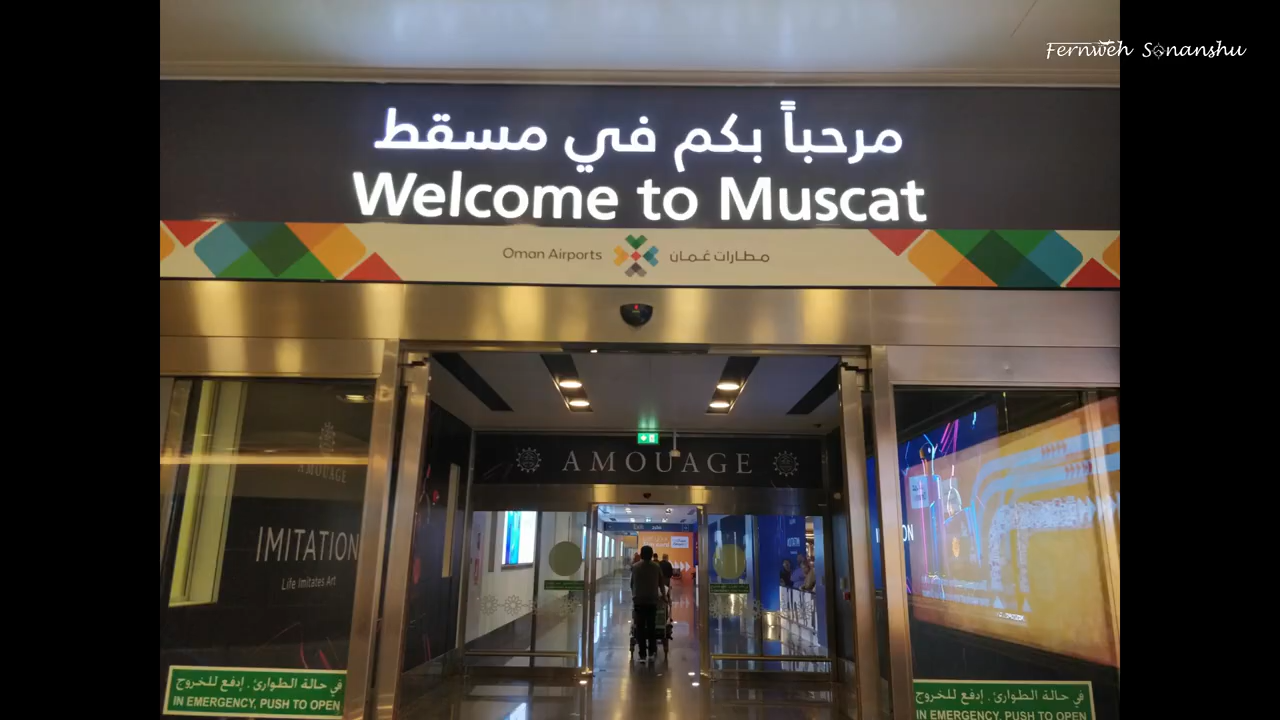 Fernweh Sonanshu
مرحباً بكم في مسقط
Welcome to Muscat
Oman Airports مطارات عُمان
AMOUAGE
AMOUAGE
IMITATION
Life Imitates Art
ON
في حالة الطوارئ . إدفع للخروج
IN EMERGENCY, PUSH TO OPEN
في حالة الطوارئ . إدفع للخروج
IN EMERGENCY, PUSH TO OPEN